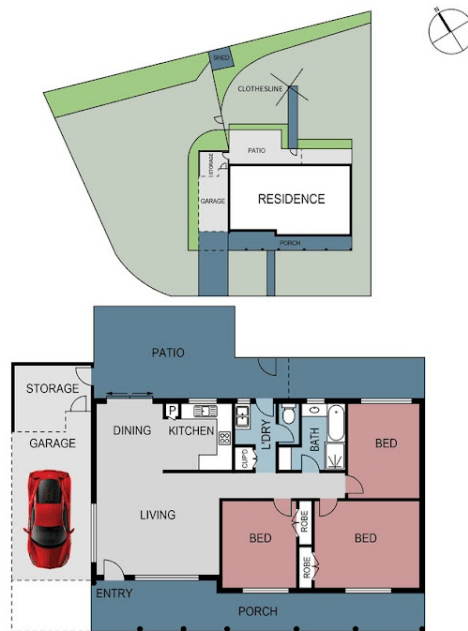 N
SHED
CLOTHESLINE
PATIO
STORAGE
GARAGE
RESIDENCE
PORCH
PATIO
STORAGE
GARAGE
DINING
P
KITCHEN
L'DRY
CUP'D
BATH
BED
LIVING
BED
ROBE
ROBE
BED
ENTRY
PORCH